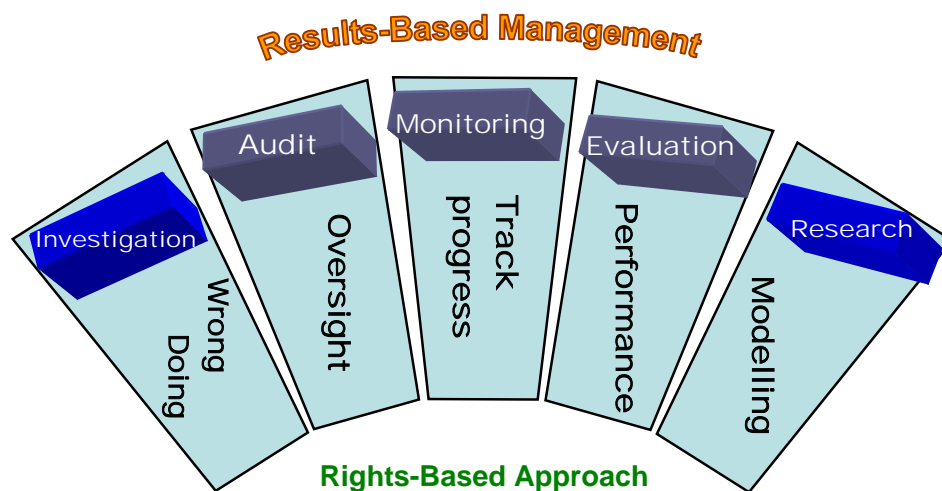 Results-Based Management
Investigation
Wrong
Doing
Audit
Oversight
Monitoring
Track
progress
Evaluation
Performance
Research
Modelling
Rights-Based Approach